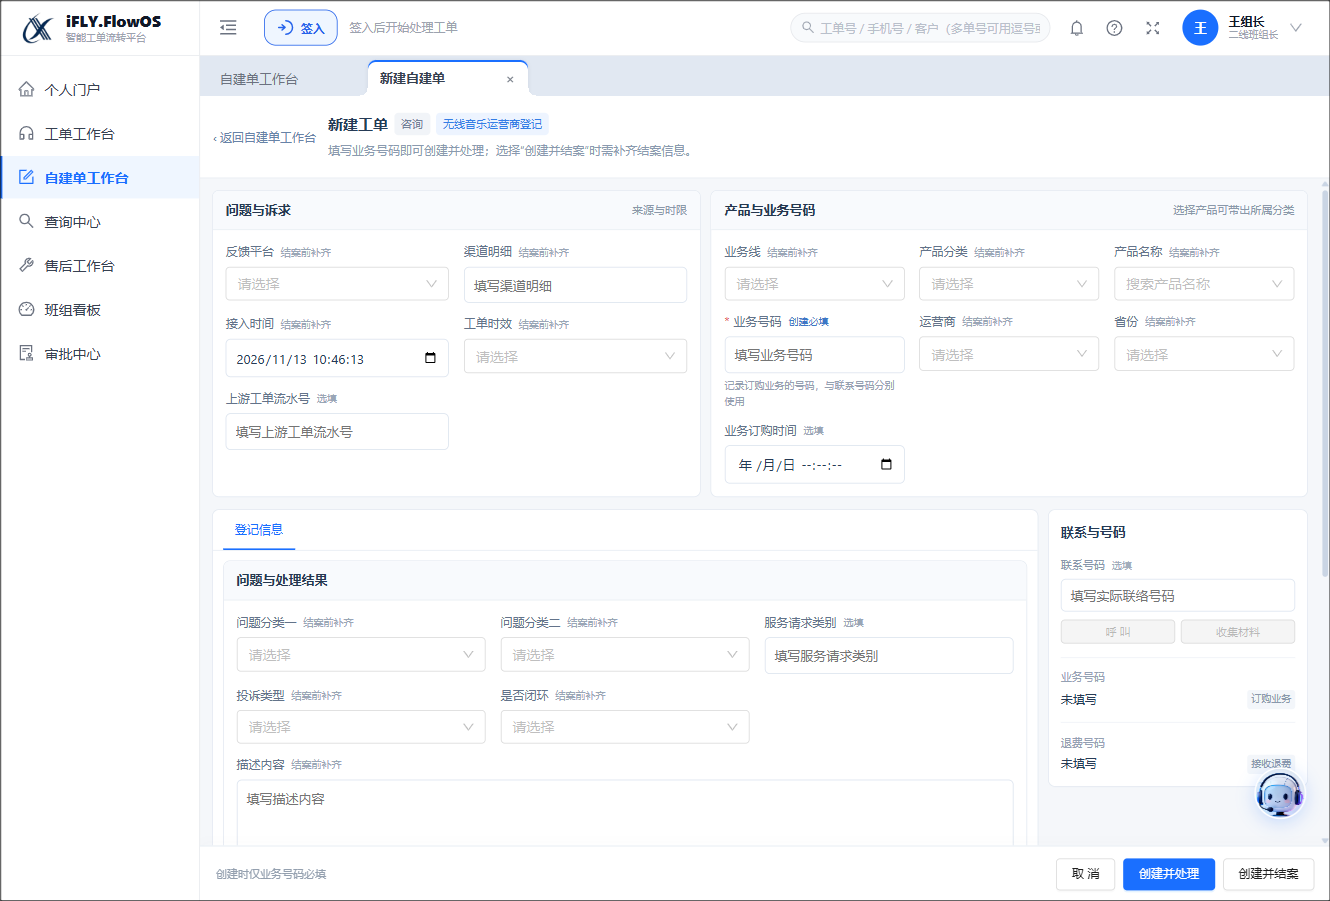 iFLY.FlowOS
智能工单流转平台
签入
签入后开始处理工单
工单号 / 手机号 / 客户（多单号可用逗号
王
王组长
二线班组长
个人门户
工单工作台
自建单工作台
查询中心
售后工作台
班组看板
审批中心
自建单工作台
新建自建单 ×
‹ 返回自建单工作台
新建工单 咨询 无线音乐运营商登记
填写业务号码即可创建并处理；选择“创建并结案”时需补齐结案信息。
问题与诉求 来源与时限
反馈平台 结案前补齐 渠道明细 结案前补齐
请选择 填写渠道明细
接入时间 结案前补齐 工单时效 结案前补齐
2026/11/13 10:46:13 请选择
上游工单流水号 选填
填写上游工单流水号
产品与业务号码 选择产品可带出所属分类
业务线 结案前补齐 产品分类 结案前补齐 产品名称 结案前补齐
请选择 请选择 搜索产品名称
* 业务号码 创建必填 运营商 结案前补齐 省份 结案前补齐
填写业务号码 请选择 请选择
记录订购业务的号码，与联系号码分别
使用
业务订购时间 选填
年 /月/日 --:--:--
登记信息
问题与处理结果
问题分类一 结案前补齐 问题分类二 结案前补齐 服务请求类别 选填
请选择 请选择 填写服务请求类别
投诉类型 结案前补齐 是否闭环 结案前补齐
请选择 请选择
描述内容 结案前补齐
填写描述内容
联系与号码
联系号码 选填
填写实际联络号码
呼 叫 收集材料
业务号码
未填写 订购业务
退费号码
未填写 接收退费
创建时仅业务号码必填
取 消 创建并处理 创建并结案